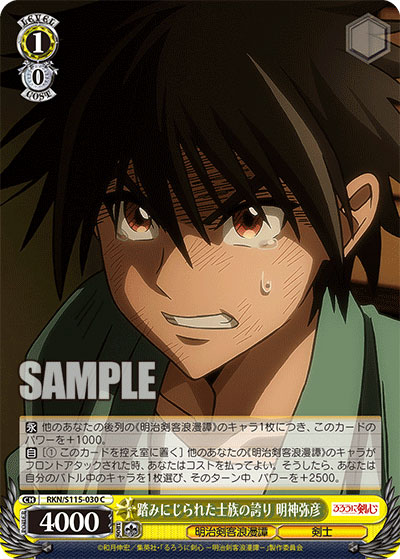 LEVEL
1
0
COST
SAMPLE
永 他のあなたの後列の《明治剣客浪漫譚》のキャラ1枚につき、このカードの
パワーを+1000。
自 [① このカードを控え室に置く] 他のあなたの《明治剣客浪漫譚》のキャラが
フロントアタックされた時、あなたはコストを払ってよい。そうしたら、あなたは
自分のバトル中のキャラを1枚選び、そのターン中、パワーを+2500。
CH RKN/S115-030 C
踏みにじられた士族の誇り 明神弥彦
るろうに剣心
POWER
4000
SOUL
明治剣客浪漫譚
剣士
©和月伸宏/集英社・「るろうに剣心 -明治剣客浪漫譚-」製作委員会